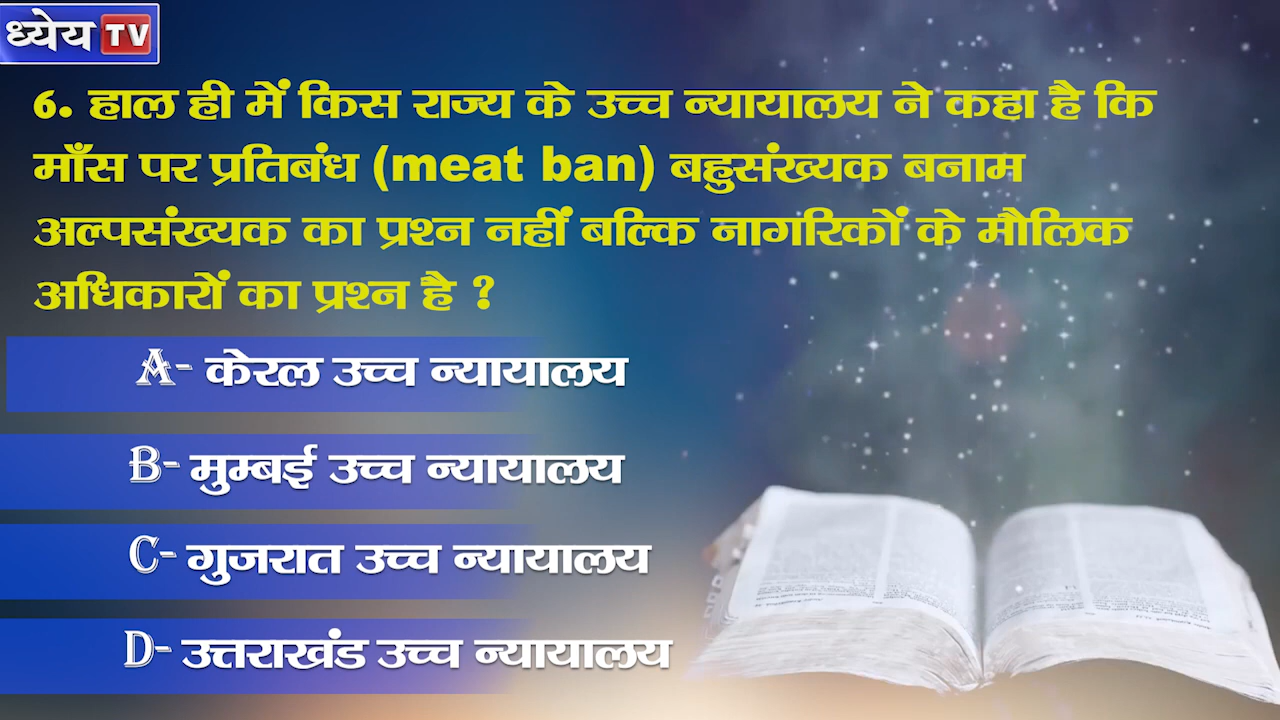 ध्येय TV
6. हाल ही में किस राज्य के उच्च न्यायालय ने कहा है कि
माँस पर प्रतिबंध (meat ban) बहुसंख्यक बनाम
अल्पसंख्यक का प्रश्न नहीं बल्कि नागरिकों के मौलिक
अधिकारों का प्रश्न है ?
A- केरल उच्च न्यायालय
B- मुम्बई उच्च न्यायालय
C- गुजरात उच्च न्यायालय
D- उत्तराखंड उच्च न्यायालय